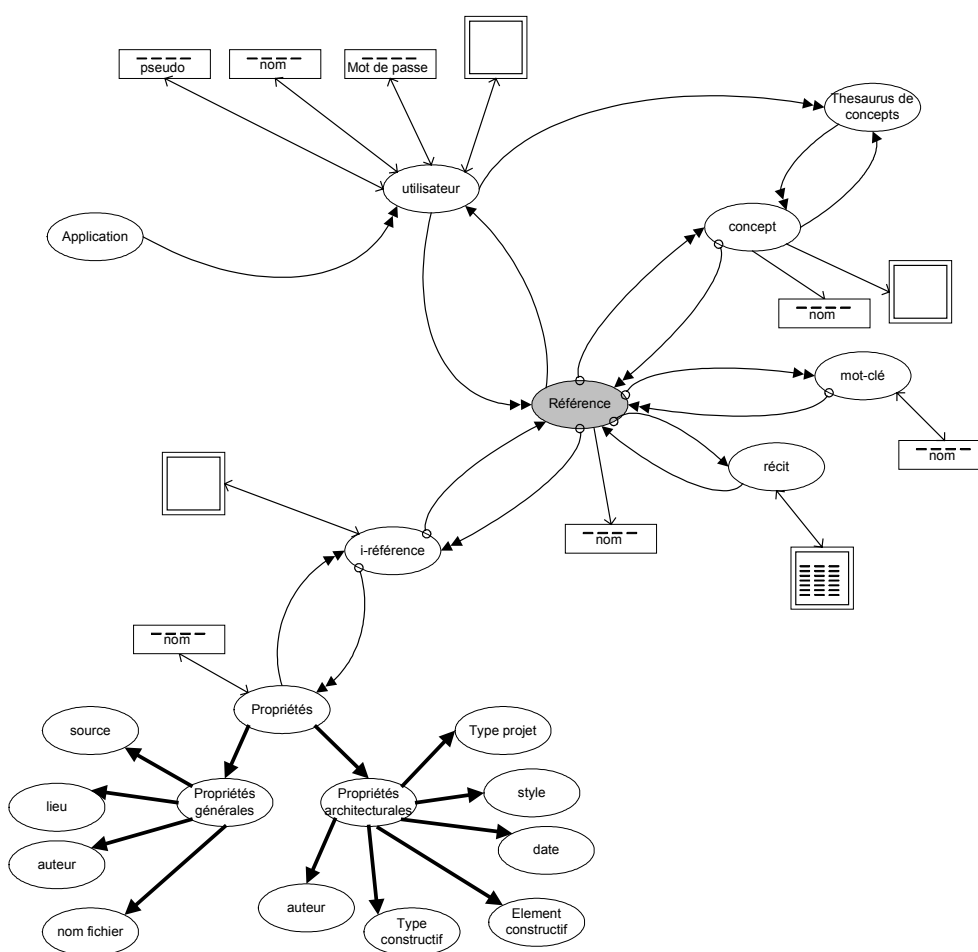 pseudo
nom
Mot de passe
Thesaurus de
concepts
utilisateur
Application
concept
nom
mot-clé
Référence
nom
récit
i-référence
nom
nom
Propriétés
source
Type projet
Propriétés
générales
Propriétés
architecturales
lieu
style
auteur
date
auteur
nom fichier
Type
constructif
Element
constructif